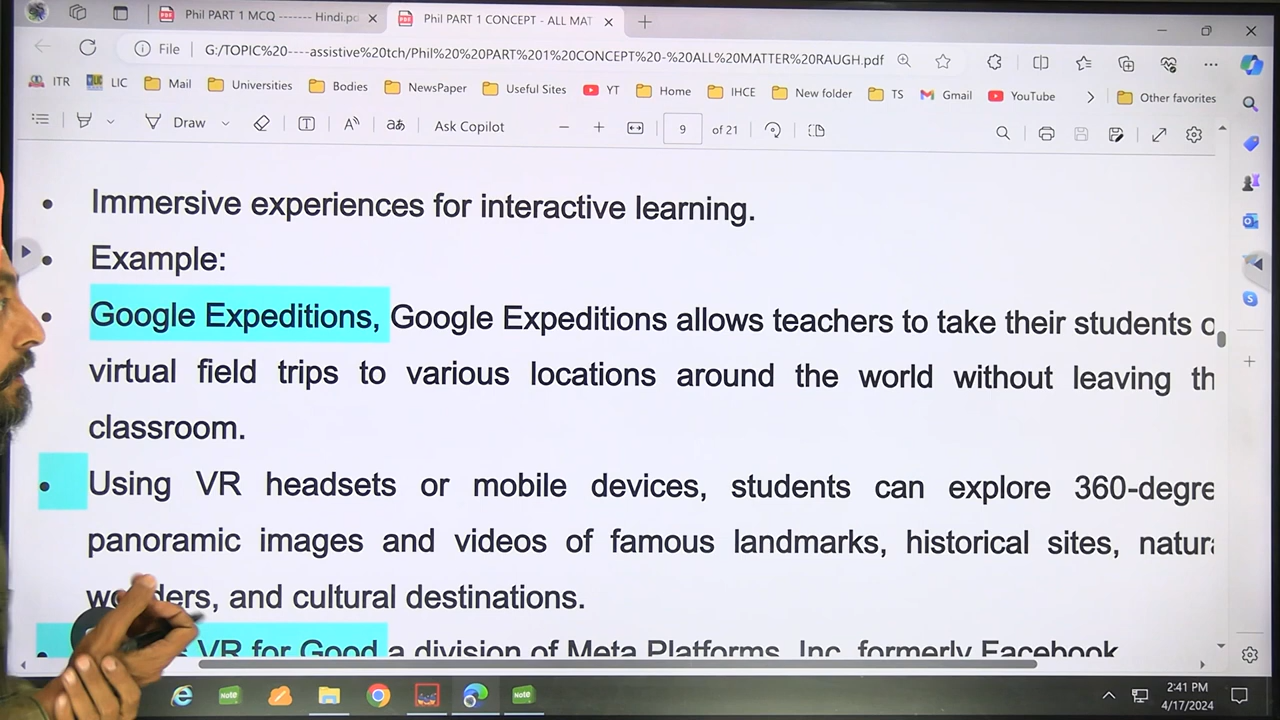 Phil PART 1 MCQ ------- Hindi.pd
Phil PART 1 CONCEPT - ALL MAT
File
G:/TOPIC%20----assistive%20tch/Phil%20%20PART%201%20CONCEPT%20-%20ALL%20MATTER%20RAUGH.pdf
ITR LIC Mail Universities Bodies NewsPaper Useful Sites YT Home IHCE New folder TS Gmail YouTube Other favorites
Draw Ask Copilot 9 of 21
• Immersive experiences for interactive learning.
• Example:
• Google Expeditions, Google Expeditions allows teachers to take their students o
virtual field trips to various locations around the world without leaving th
classroom.
• Using VR headsets or mobile devices, students can explore 360-degre
panoramic images and videos of famous landmarks, historical sites, natura
wonders, and cultural destinations.
VR for Good a division of Meta Platforms, Inc, formerly Facebook
Note Note
2:41 PM
4/17/2024